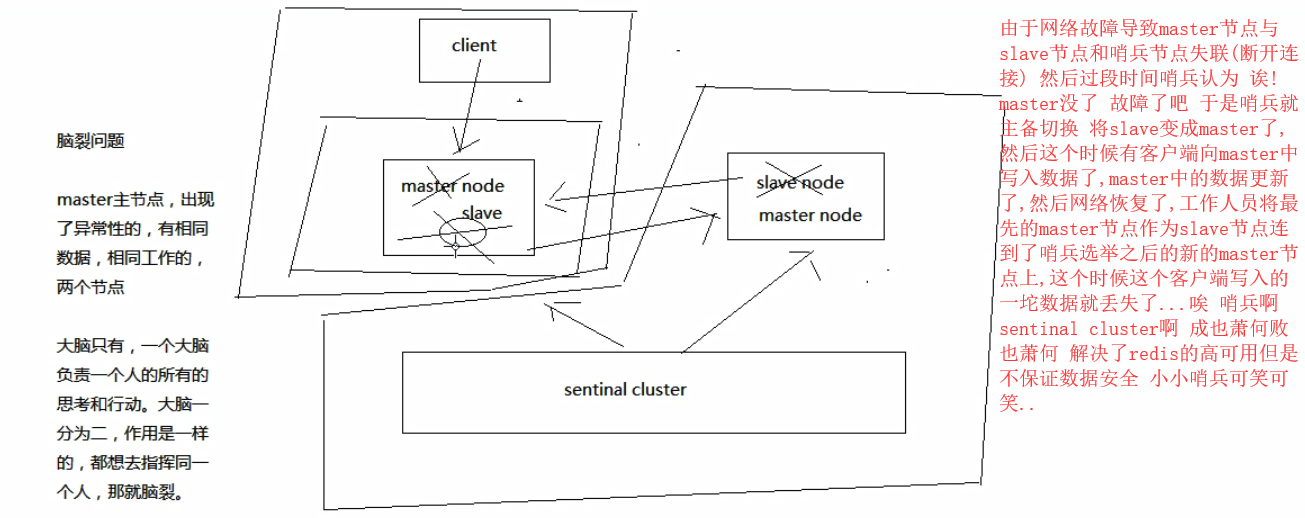 脑裂问题
master主节点，出现
了异常性的，有相同
数据，相同工作的，
两个节点
大脑只有，一个大脑
负责一个人的所有的
思考和行动。大脑一
分为二，作用是一样
的，都想去指挥同一
个人，那就脑裂。
client
master node
slave
slave node
master node
sentinal cluster
由于网络故障导致master节点与
slave节点和哨兵节点失联(断开连
接) 然后过段时间哨兵认为 诶!
master没了 故障了吧 于是哨兵就
主备切换 将slave变成master了,
然后这个时候有客户端向master中
写入数据了,master中的数据更新
了,然后网络恢复了,工作人员将最
先的master节点作为slave节点连
到了哨兵选举之后的新的master节
点上,这个时候这个客户端写入的
一坨数据就丢失了...唉 哨兵啊
sentinal cluster啊 成也萧何败
也萧何 解决了redis的高可用但是
不保证数据安全 小小哨兵可笑可
笑..